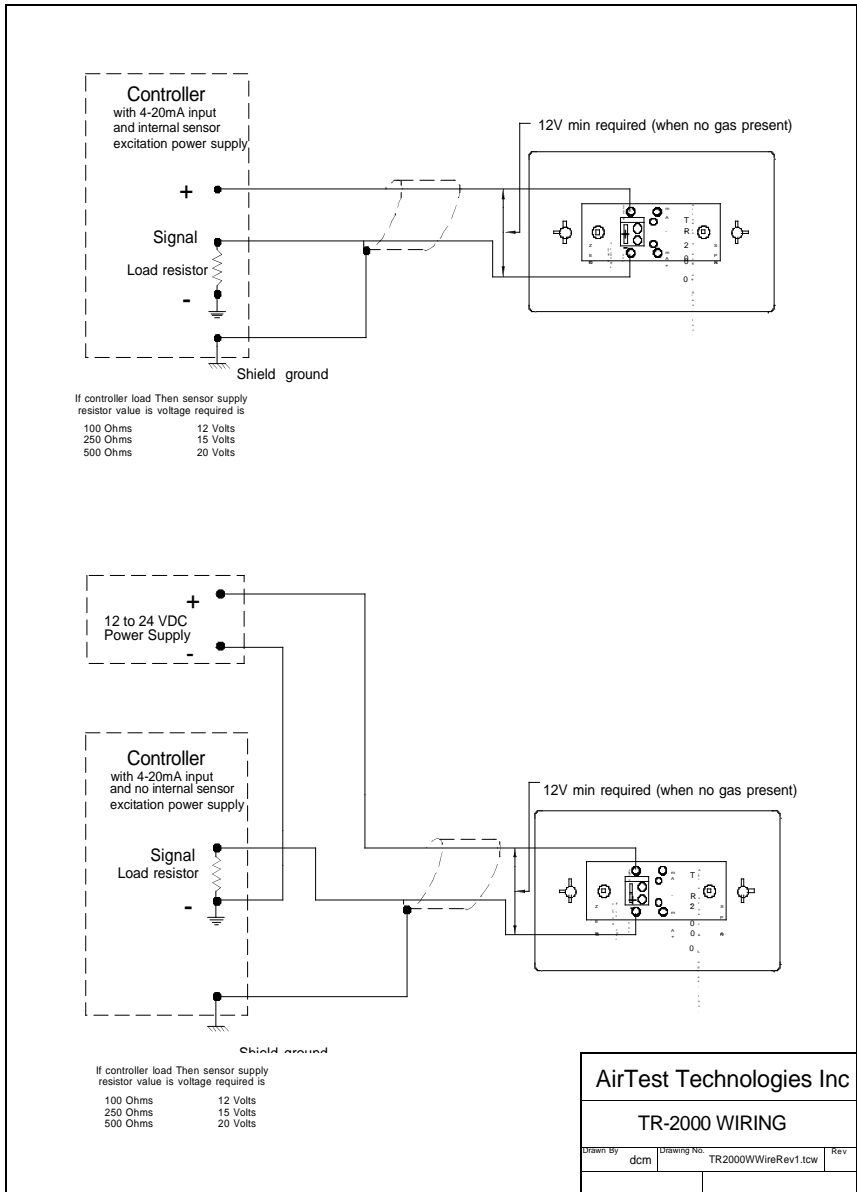 Controller
with 4-20mA input
and internal sensor
excitation power supply
12V min required (when no gas present)
+
Signal
Load resistor
-
Shield ground
If controller load Then sensor supply
resistor value is voltage required is
100 Ohms 12 Volts
250 Ohms 15 Volts
500 Ohms 20 Volts
+
12 to 24 VDC
Power Supply
-
Controller
with 4-20mA input
and no internal sensor
excitation power supply
12V min required (when no gas present)
Signal
Load resistor
-
Shield ground
If controller load Then sensor supply
resistor value is voltage required is
100 Ohms 12 Volts
250 Ohms 15 Volts
500 Ohms 20 Volts
AirTest Technologies Inc
TR-2000 WIRING
Drawn By dcm Drawing No. TR2000WWireRev1.tcw Rev